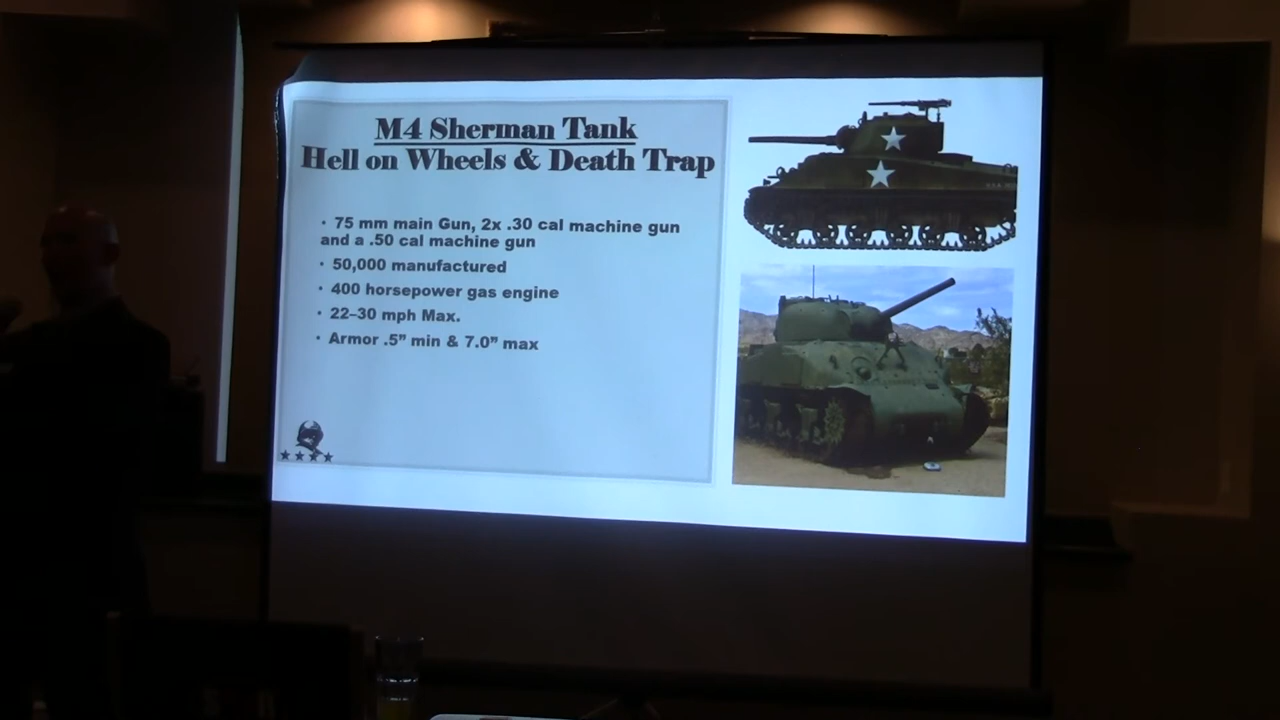 M4 Sherman Tank
Hell on Wheels & Death Trap
• 75 mm main Gun, 2x .30 cal machine gun
and a .50 cal machine gun
• 50,000 manufactured
• 400 horsepower gas engine
• 22–30 mph Max.
• Armor .5” min & 7.0” max